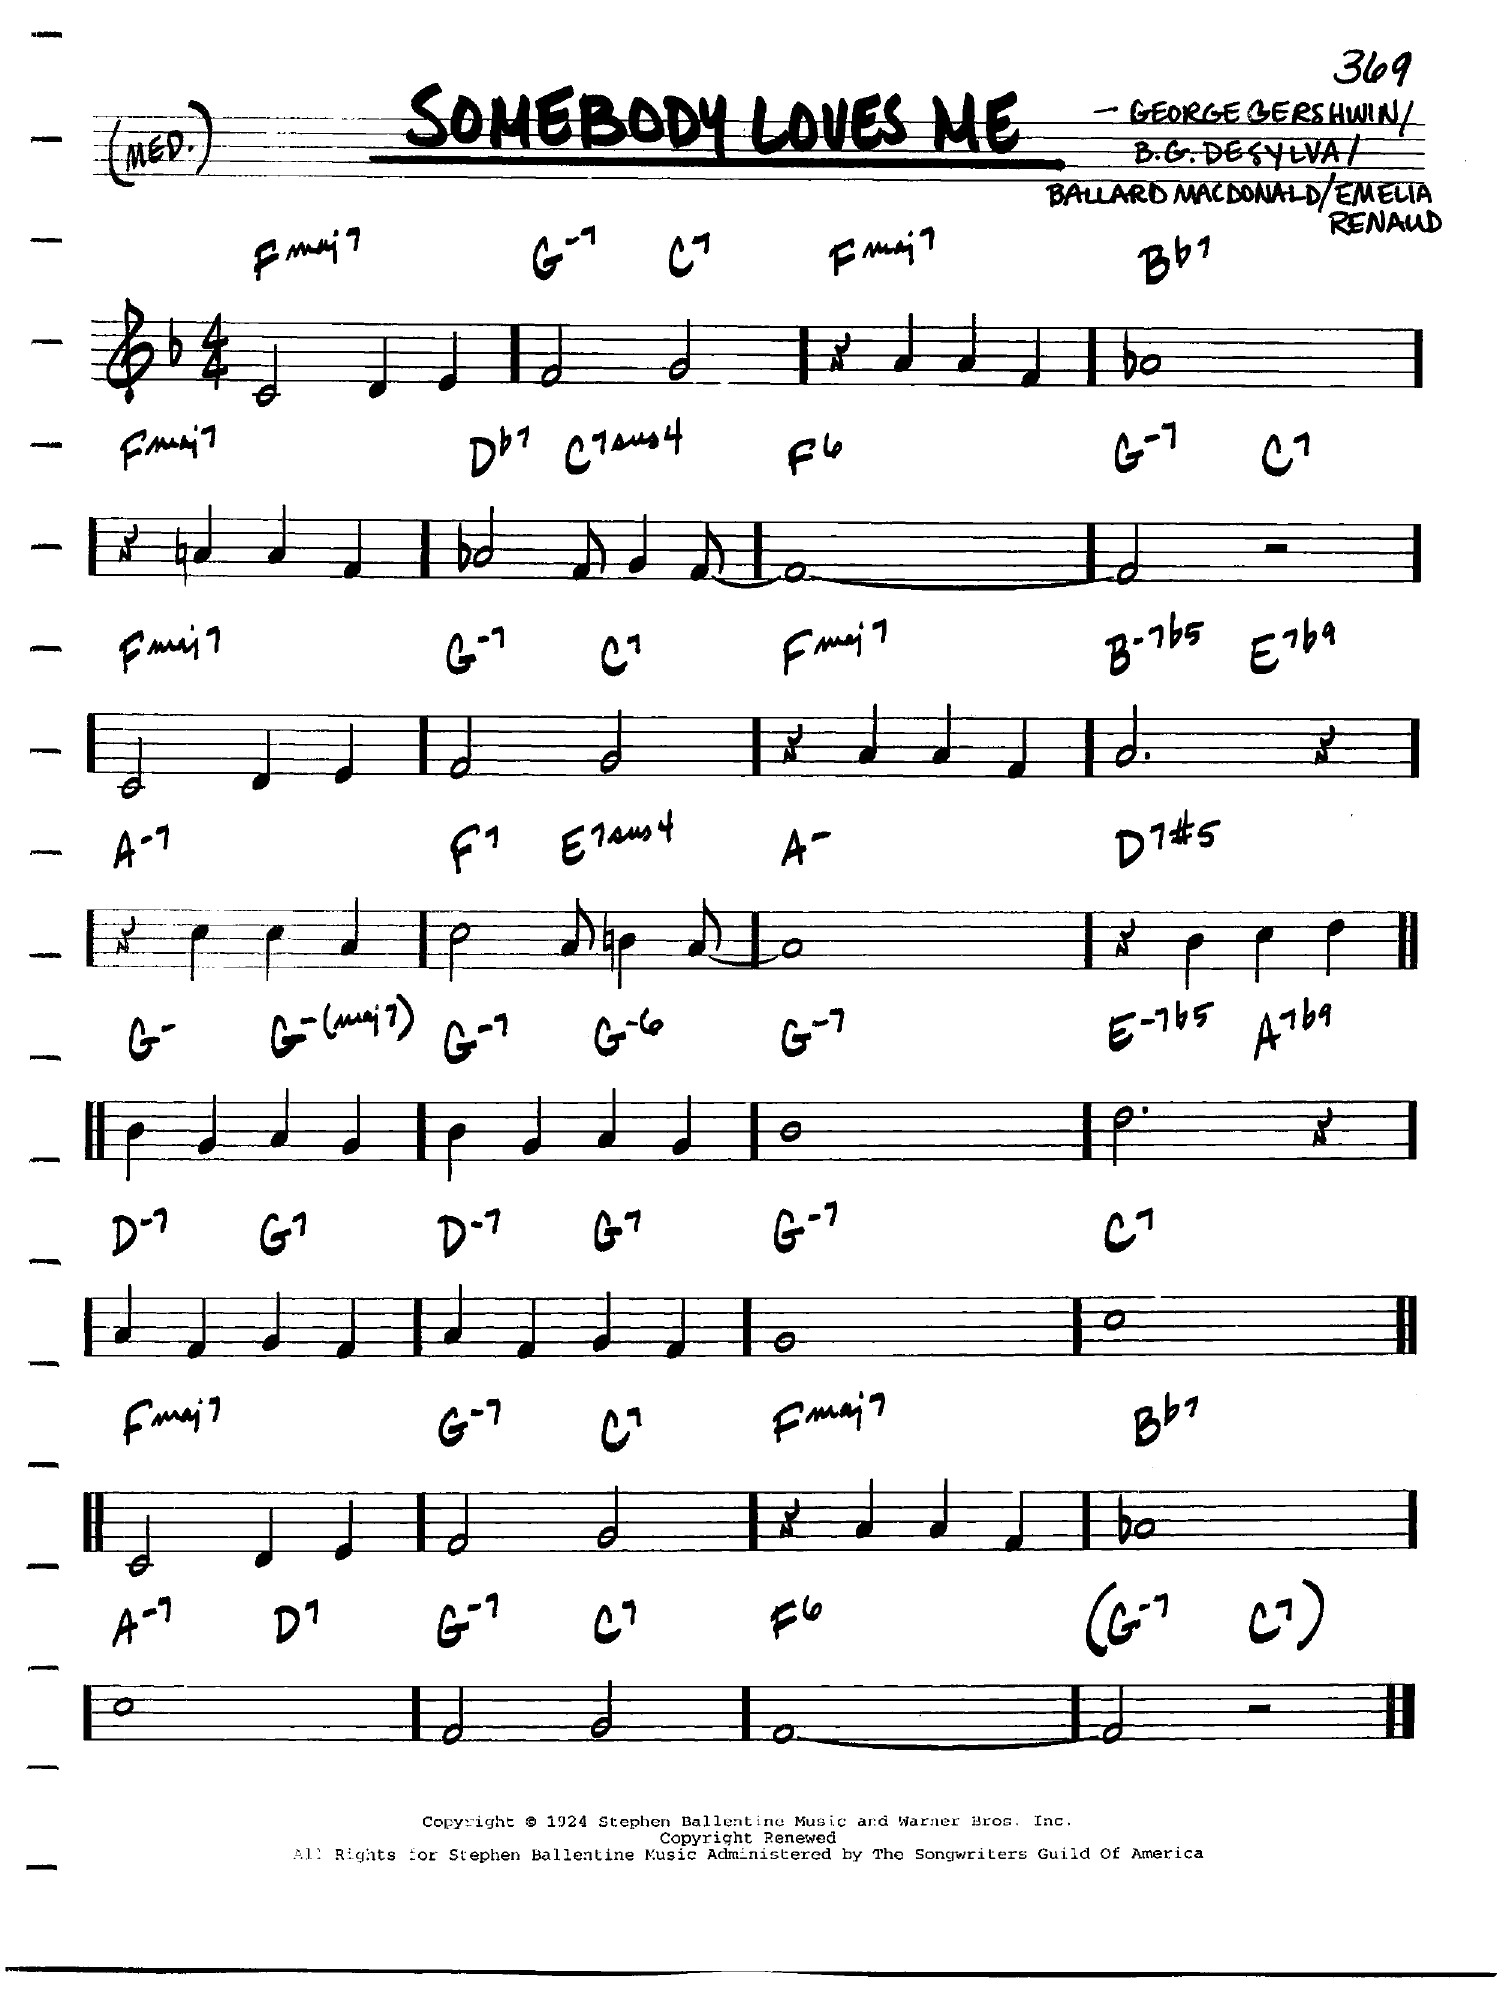 369
SOMEBODY LOVES ME
(MED.)
- GEORGE GERSHWIN/
B.G. DESYLVA/
BALLARD MACDONALD/EMELIA
RENAUD
Fmaj7 G-7 C7 Fmaj7 Bb7
4
4
Fmaj7 Db7 C7sus4 F6 G-7 C7
Fmaj7 G-7 C7 Fmaj7 B-7b5 E7b9
A-7 F7 E7sus4 A- D7#5
G- G-(maj7) G-7 G-6 G-7 E-7b5 A7b9
D-7 G7 D-7 G7 G-7 C7
Fmaj7 G-7 C7 Fmaj7 Bb7
A-7 D7 G-7 C7 F6 (G-7 C7)
Copyright © 1924 Stephen Ballentine Music and Warner Bros. Inc.
Copyright Renewed
All Rights for Stephen Ballentine Music Administered by The Songwriters Guild Of America